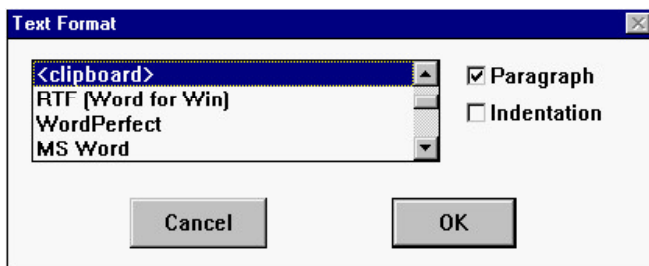 Text Format
<clipboard>
RTF (Word for Win)
WordPerfect
MS Word
Paragraph
Indentation
Cancel
OK